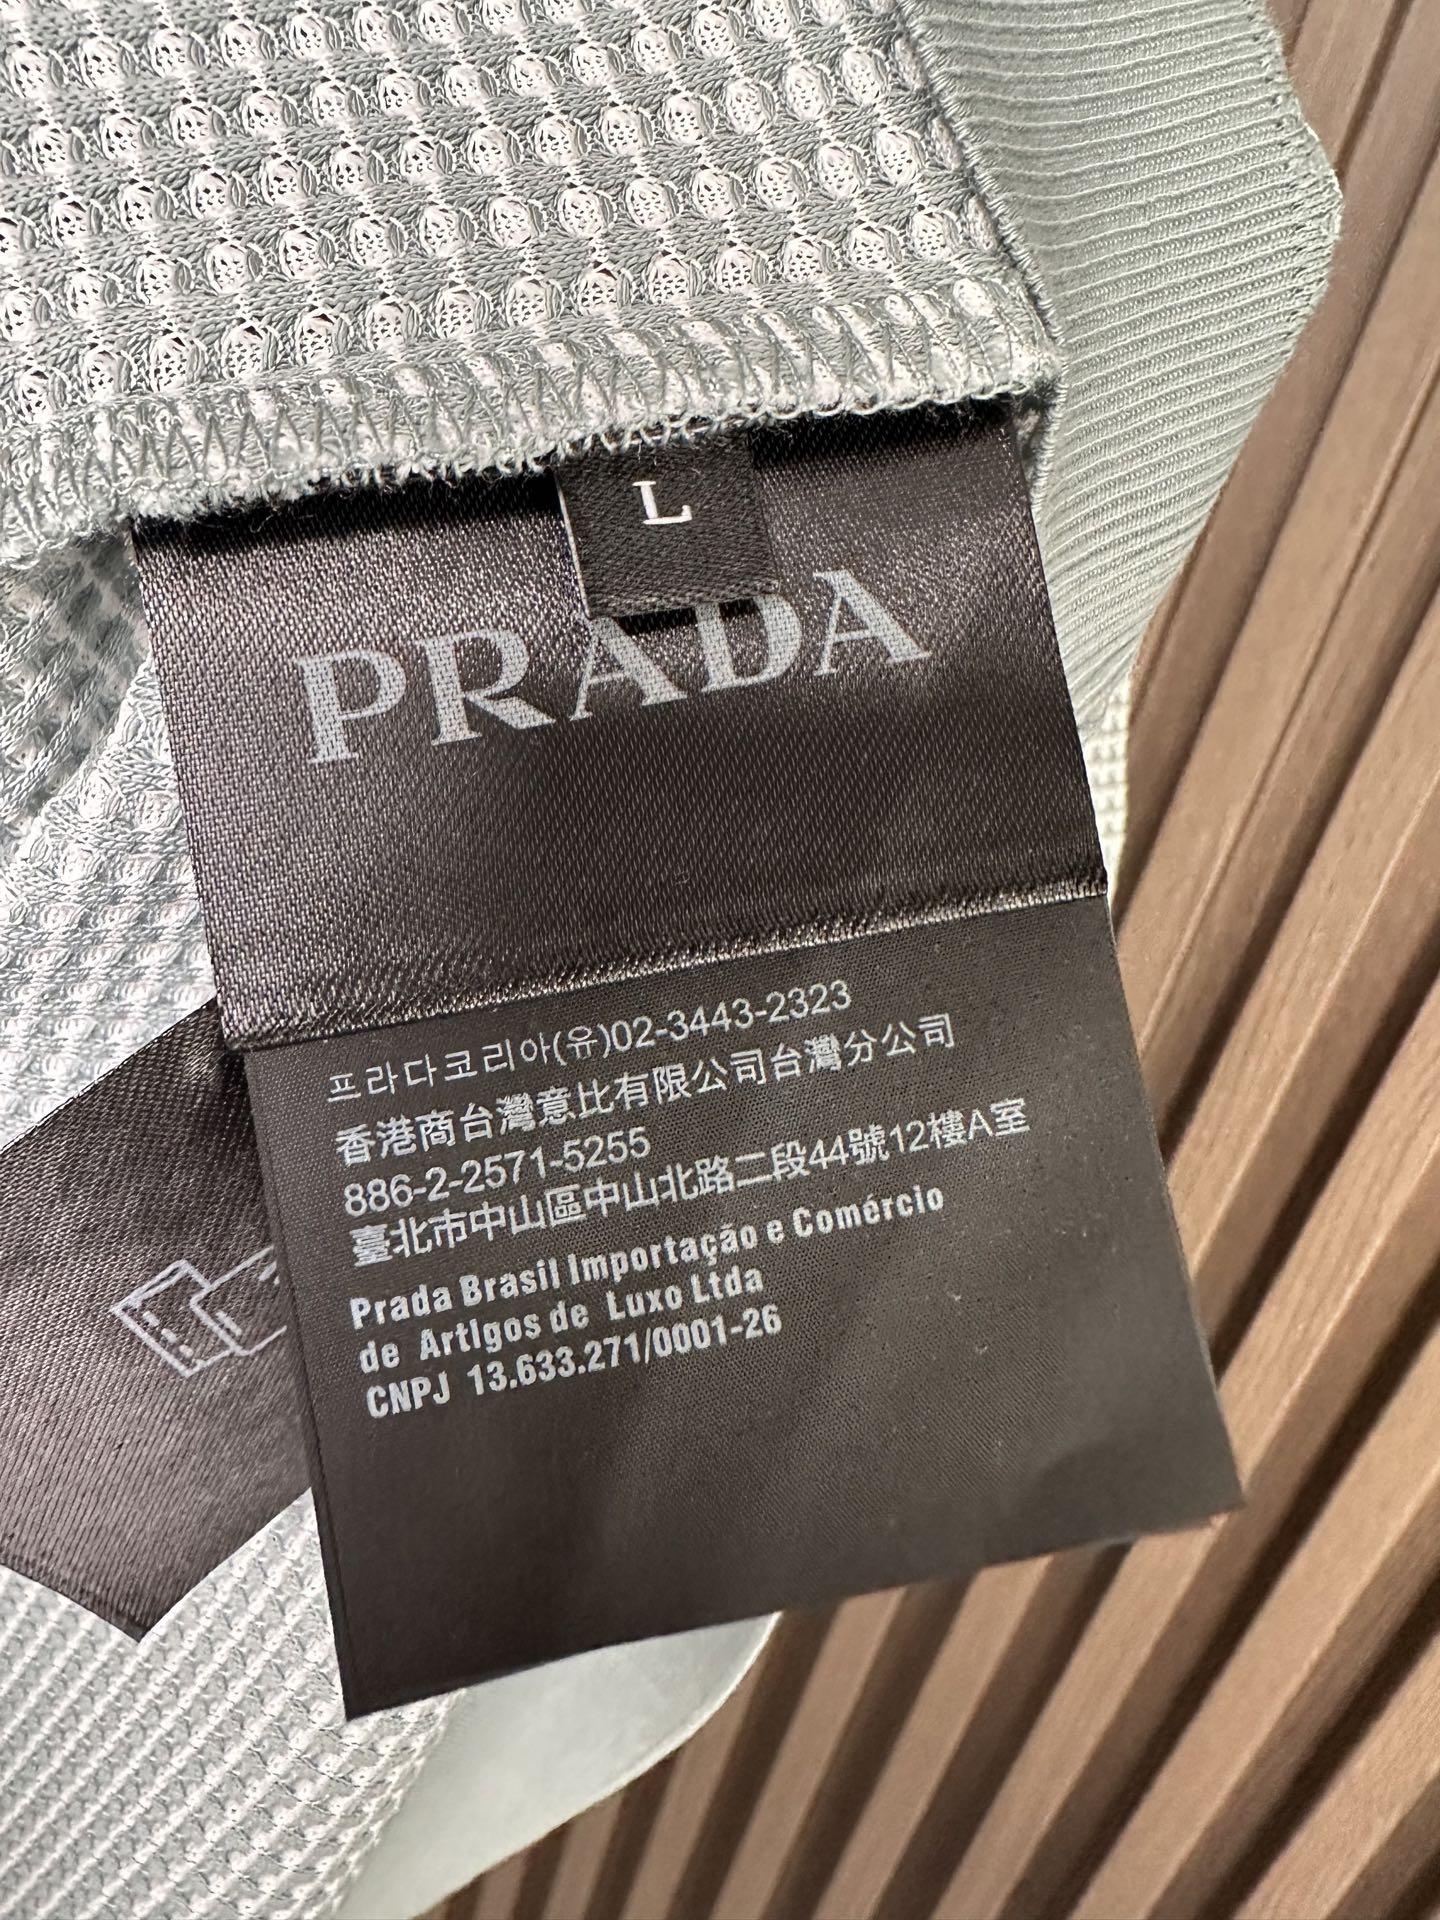 L
PRADA
프라다코리아(유)02-3443-2323
香港商台灣意比有限公司台灣分公司
886-2-2571-5255
臺北市中山區中山北路二段44號12樓A室
Prada Brasil Importação e Comércio
de Artigos de Luxo Ltda
CNPJ 13.633.271/0001-26